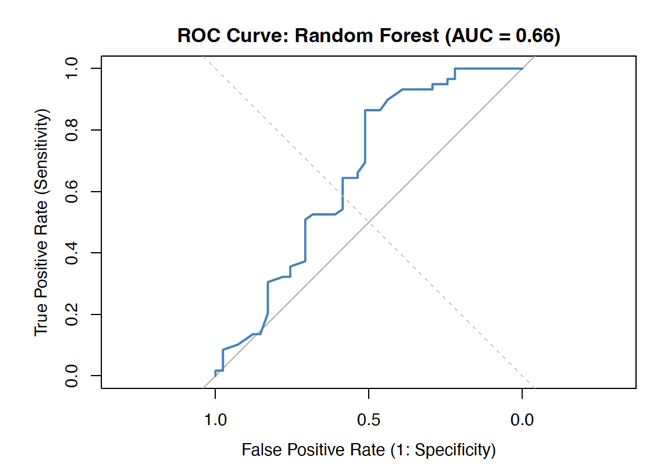 ROC Curve: Random Forest (AUC = 0.66)
True Positive Rate (Sensitivity)
1.0
0.8
0.6
0.4
0.2
0.0
1.0 0.5 0.0
False Positive Rate (1: Specificity)